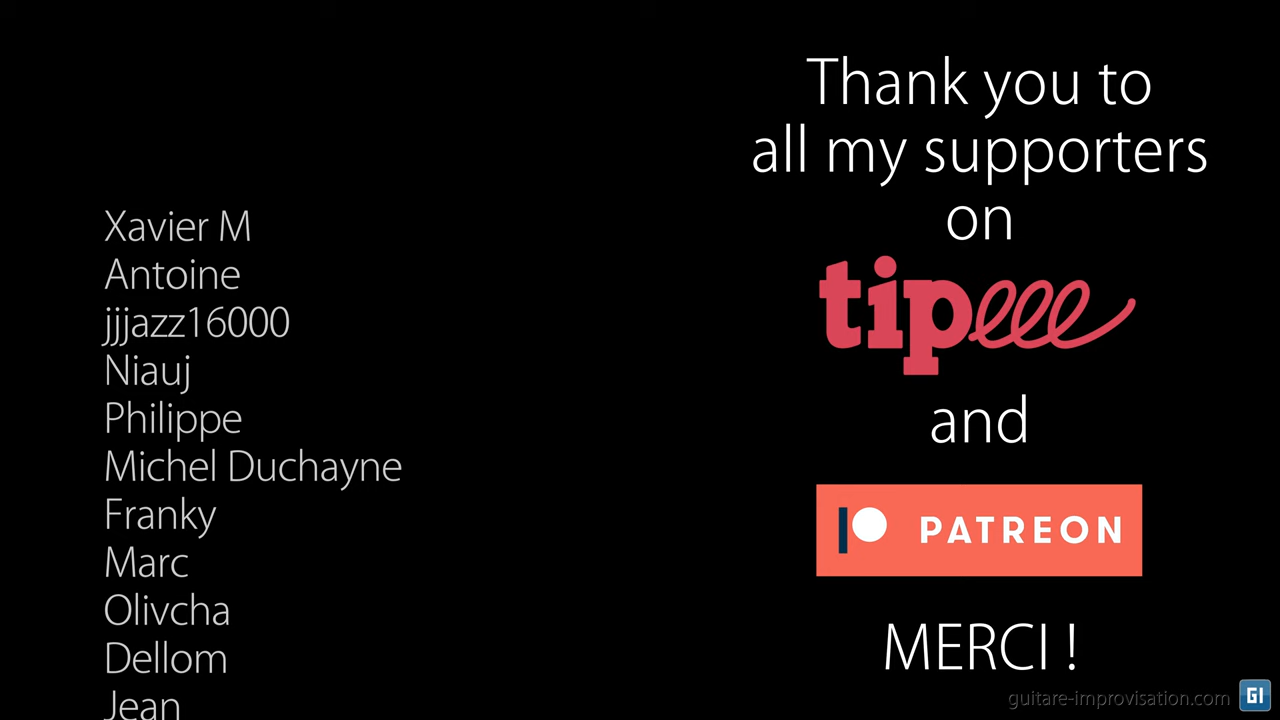 Xavier M
Antoine
jjjazz16000
Niauj
Philippe
Michel Duchayne
Franky
Marc
Olivcha
Dellom
Jean
Thank you to
all my supporters
on
tipeee
and
PATREON
MERCI !
guitare-improvisation.com GI